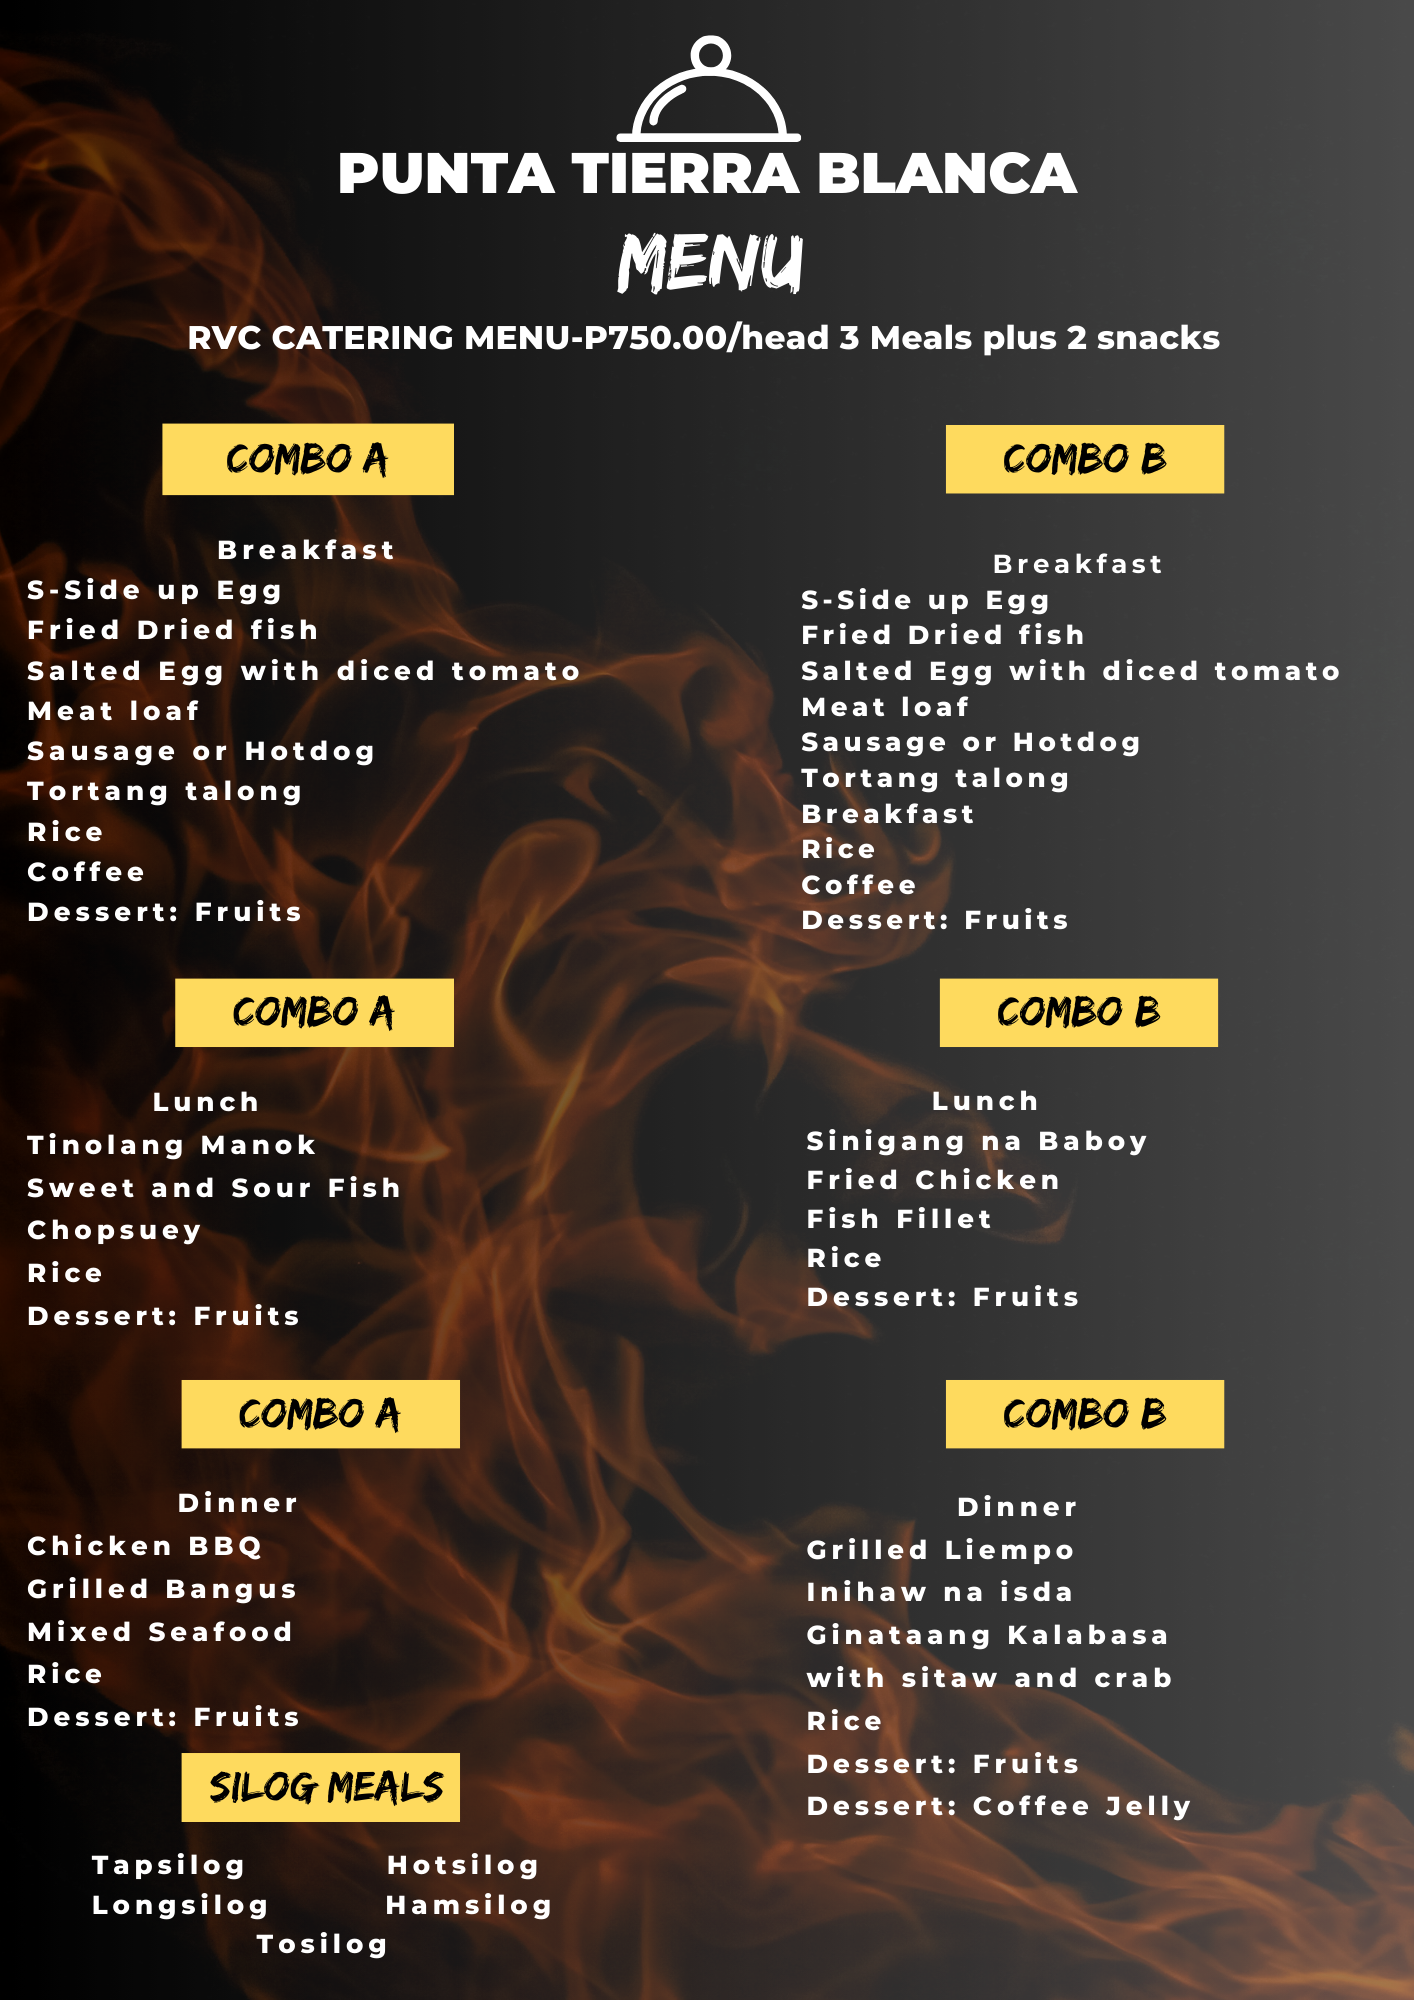 PUNTA TIERRA BLANCA
MENU
RVC CATERING MENU-P750.00/head 3 Meals plus 2 snacks
COMBO A
Breakfast
S-Side up Egg
Fried Dried fish
Salted Egg with diced tomato
Meat loaf
Sausage or Hotdog
Tortang talong
Rice
Coffee
Dessert: Fruits
COMBO B
Breakfast
S-Side up Egg
Fried Dried fish
Salted Egg with diced tomato
Meat loaf
Sausage or Hotdog
Tortang talong
Breakfast
Rice
Coffee
Dessert: Fruits
COMBO A
Lunch
Tinolang Manok
Sweet and Sour Fish
Chopsuey
Rice
Dessert: Fruits
COMBO B
Lunch
Sinigang na Baboy
Fried Chicken
Fish Fillet
Rice
Dessert: Fruits
COMBO A
Dinner
Chicken BBQ
Grilled Bangus
Mixed Seafood
Rice
Dessert: Fruits
COMBO B
Dinner
Grilled Liempo
Inihaw na isda
Ginataang Kalabasa
with sitaw and crab
Rice
Dessert: Fruits
Dessert: Coffee Jelly
SILOG MEALS
Tapsilog Hotsilog
Longsilog Hamsilog
Tosilog